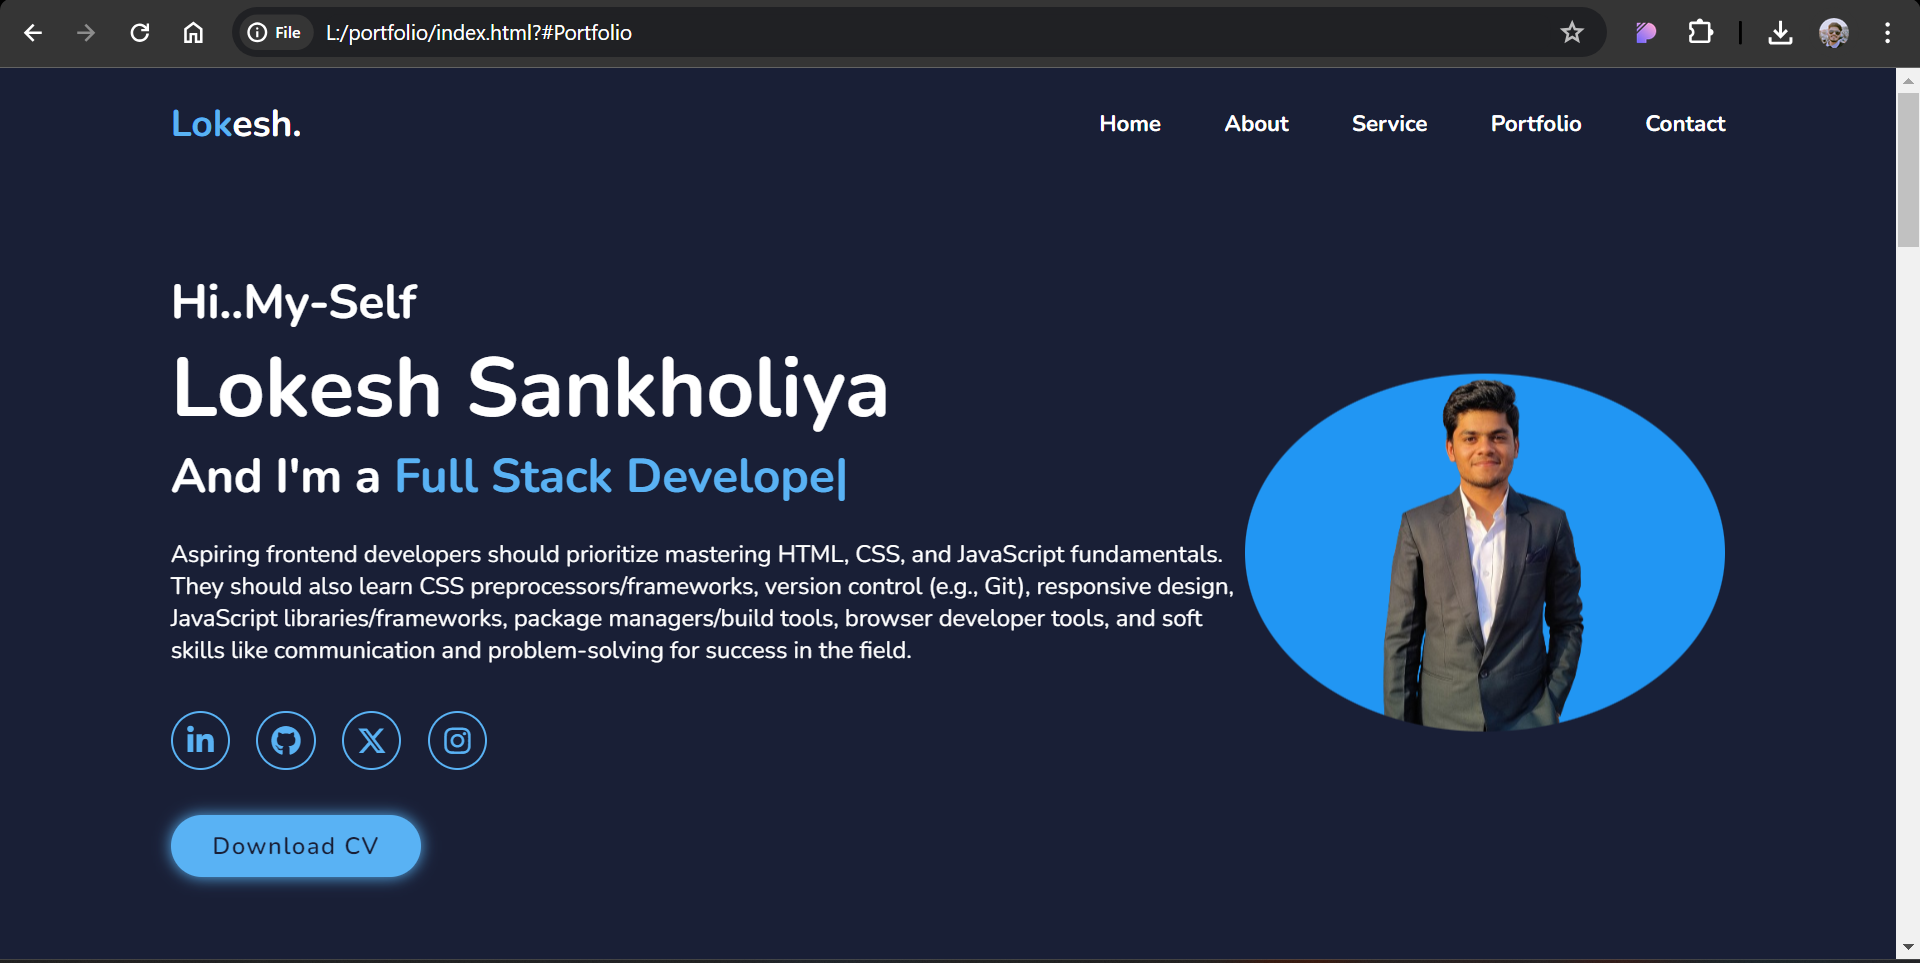 File L:/portfolio/index.html?#Portfolio
Lokesh. Home About Service Portfolio Contact
Hi..My-Self
Lokesh Sankholiya
And I'm a Full Stack Develope|
Aspiring frontend developers should prioritize mastering HTML, CSS, and JavaScript fundamentals.
They should also learn CSS preprocessors/frameworks, version control (e.g., Git), responsive design,
JavaScript libraries/frameworks, package managers/build tools, browser developer tools, and soft
skills like communication and problem-solving for success in the field.
Download CV